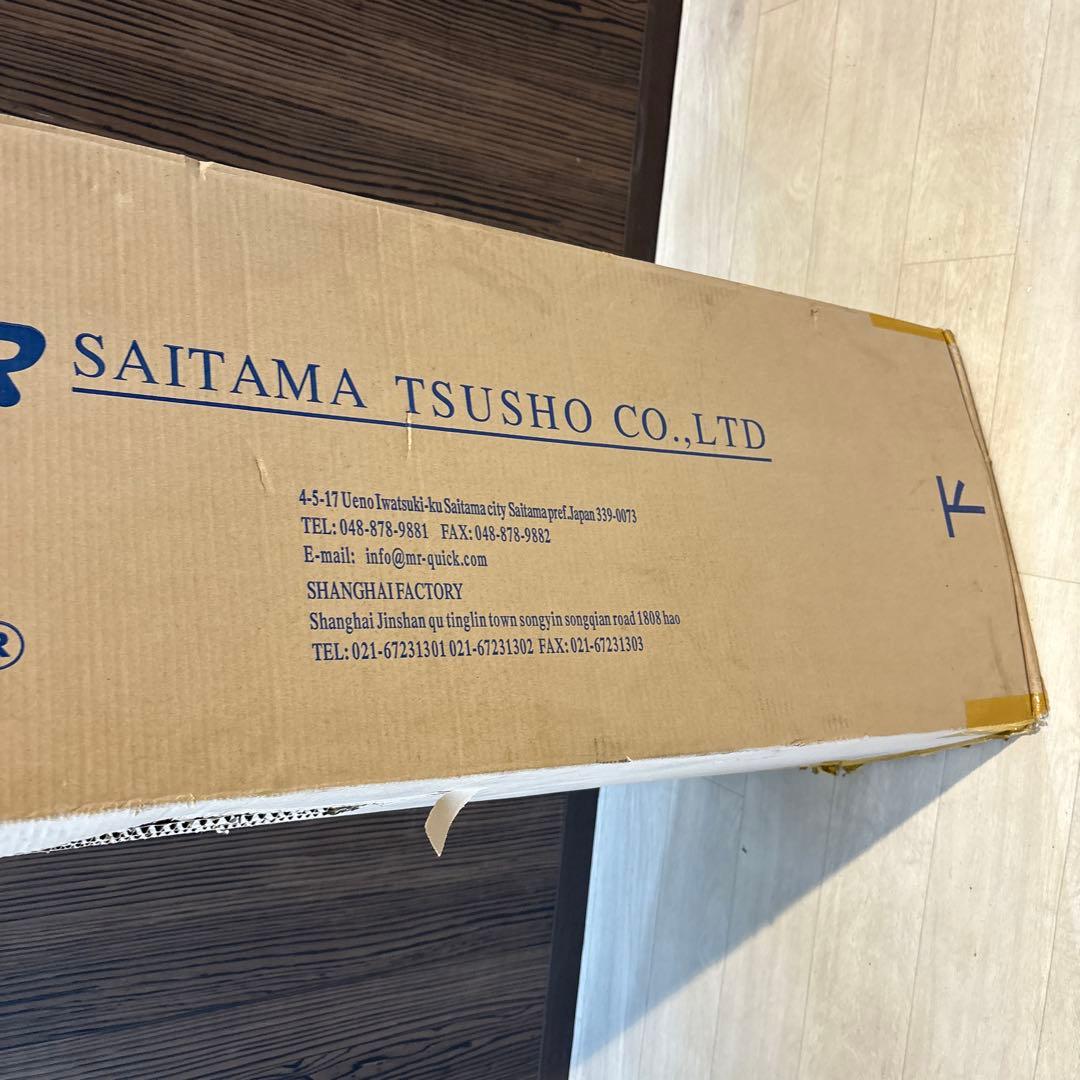 R
SAITAMA TSUSHO CO.,LTD
4-5-17 Ueno Iwatsuki-ku Saitama city Saitama pref.Japan 339-0073
TEL: 048-878-9881 FAX: 048-878-9882
E-mail: info@mr-quick.com
SHANGHAI FACTORY
Shanghai Jinshan qu tinglin town songyin songqian road 1808 hao
TEL: 021-67231301 021-67231302 FAX: 021-67231303
下
R